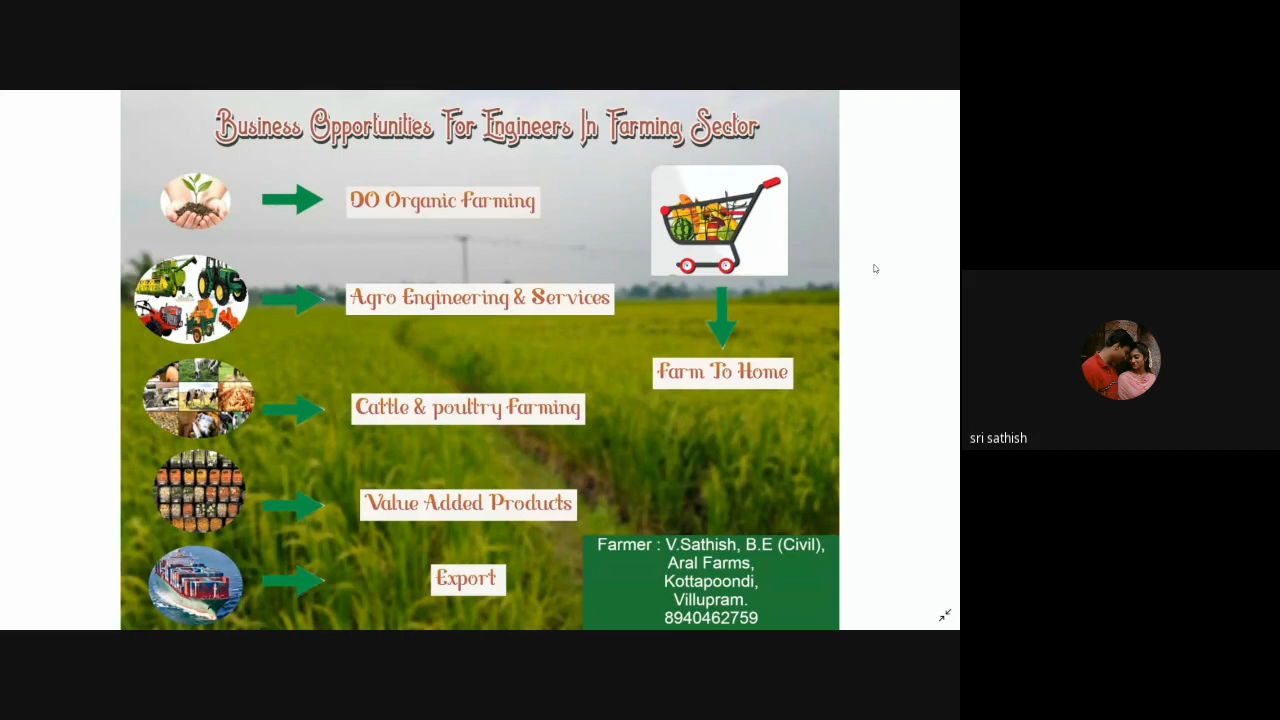 Business Opportunities For Engineers In Farming Sector
DO Organic Farming
Agro Engineering & Services
Farm To Home
Cattle & poultry Farming
Value Added Products
Export
Farmer : V.Sathish, B.E (Civil),
Aral Farms,
Kottapoondi,
Villupram.
8940462759
sri sathish